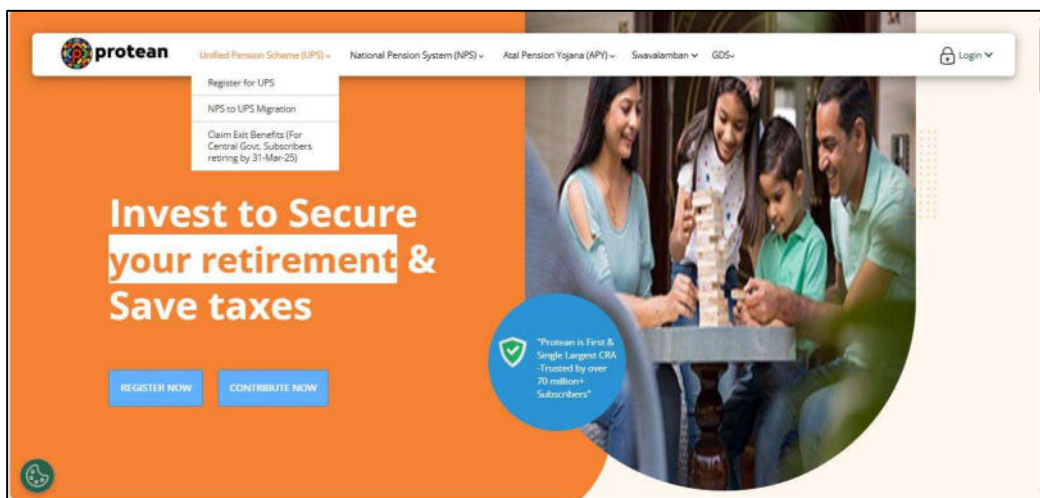 protean
Unified Pension Scheme (UPS)
National Pension System (NPS)
Atal Pension Yojana (APY)
Swavalamban
GDS
Login
Register for UPS
NPS to UPS Migration
Claim Exit Benefits (For
Central Govt. Subscribers
retiring by 31-Mar-25)
Invest to Secure
your retirement &
Save taxes
REGISTER NOW
CONTRIBUTE NOW
"Protean is First &
Single Largest CRA
-Trusted by over
70 million+
Subscribers"